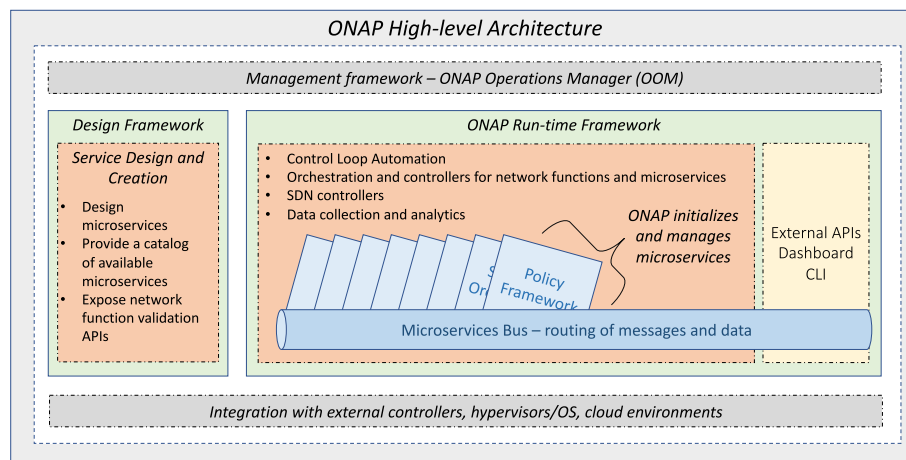 ONAP High-level Architecture
Management framework – ONAP Operations Manager (OOM)
Design Framework
Service Design and
Creation
• Design
microservices
• Provide a catalog
of available
microservices
• Expose network
function validation
APIs
ONAP Run-time Framework
• Control Loop Automation
• Orchestration and controllers for network functions and microservices
• SDN controllers
• Data collection and analytics
ONAP initializes
and manages
microservices
Policy
Framework
External APIs
Dashboard
CLI
Microservices Bus – routing of messages and data
Integration with external controllers, hypervisors/OS, cloud environments